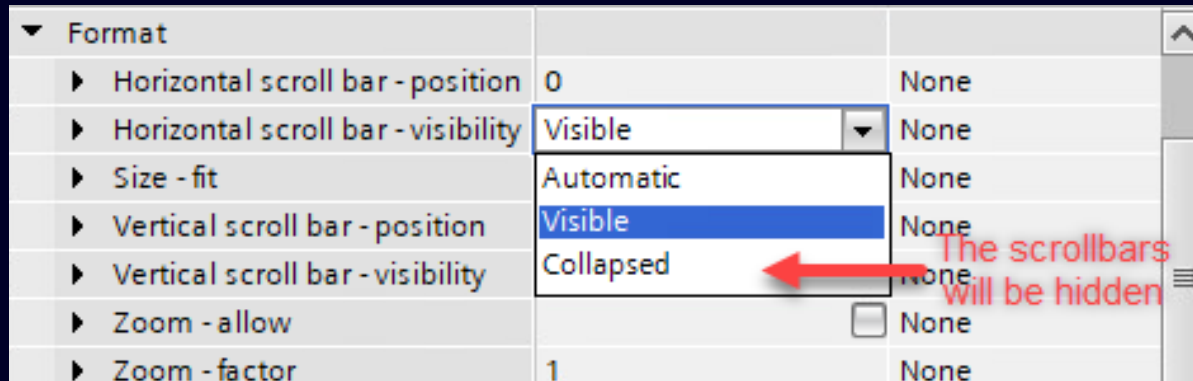 Format
Horizontal scroll bar - position 0 None
Horizontal scroll bar - visibility Visible None
Size - fit Automatic None
Vertical scroll bar - position Visible None
Vertical scroll bar - visibility Collapsed None
The scrollbars
will be hidden
Zoom - allow None
Zoom - factor 1 None